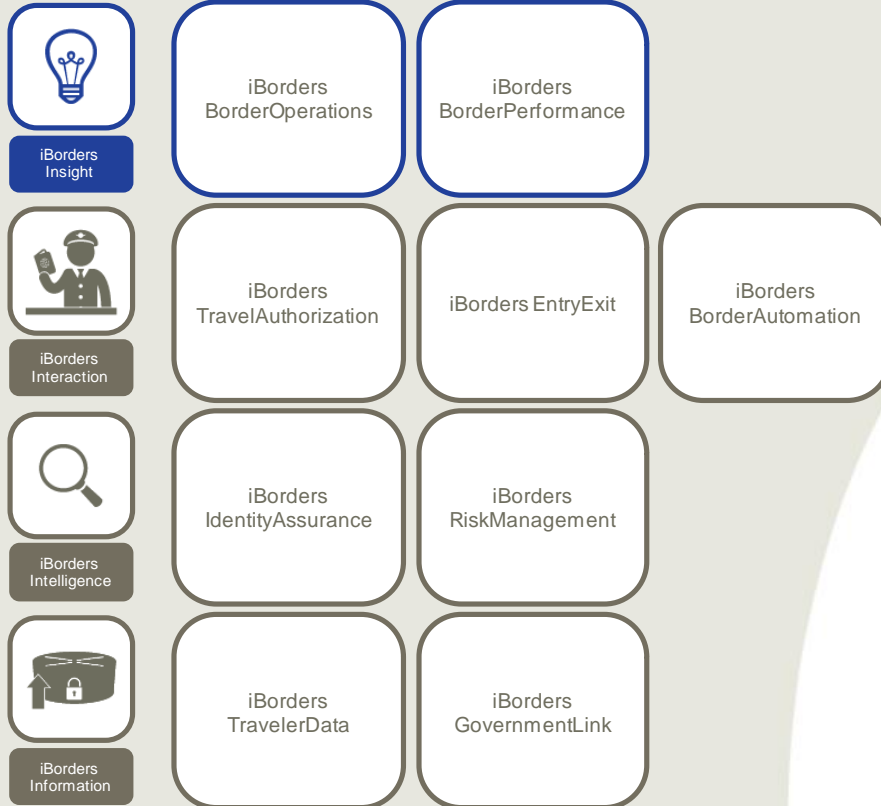 iBorders
Insight
iBorders
BorderOperations
iBorders
BorderPerformance
iBorders
Interaction
iBorders
TravelAuthorization
iBorders EntryExit
iBorders
BorderAutomation
iBorders
Intelligence
iBorders
IdentityAssurance
iBorders
RiskManagement
iBorders
Information
iBorders
TravelerData
iBorders
GovernmentLink